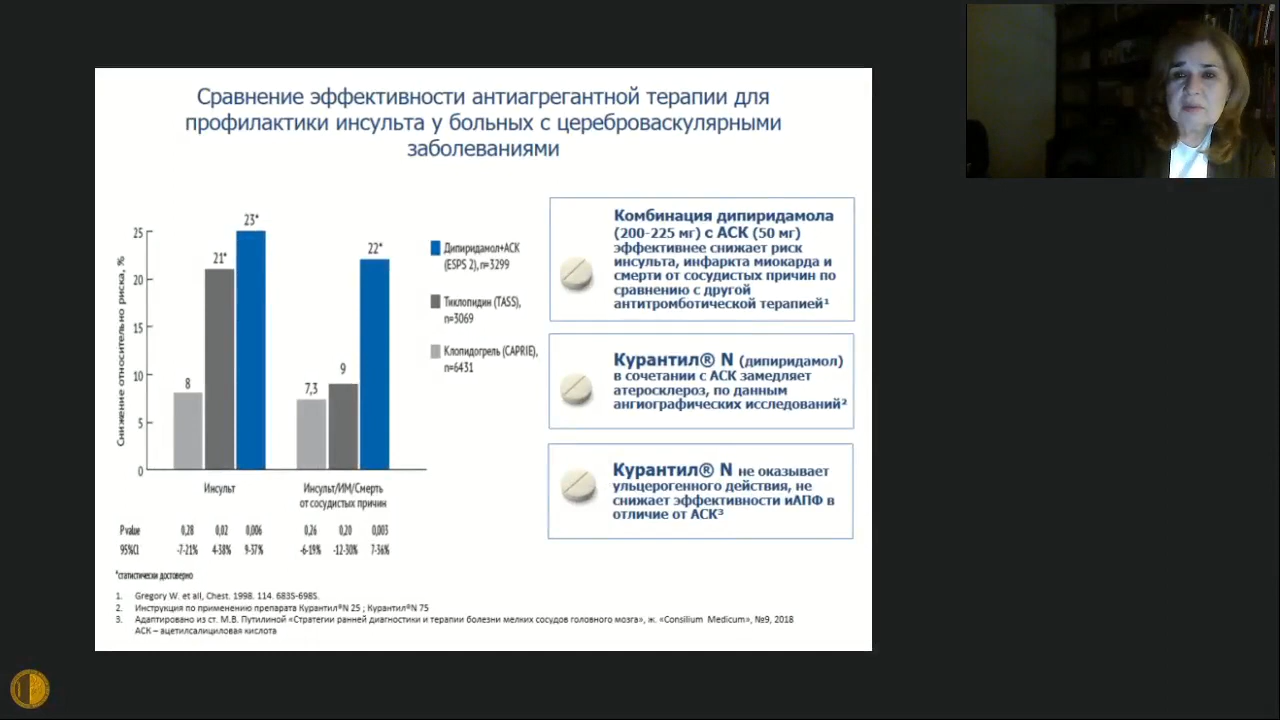 Сравнение эффективности антиагрегантной терапии для
профилактики инсульта у больных с цереброваскулярными
заболеваниями
Снижение относительно риска, %
25
20
15
10
5
0
8
21*
23*
7,3
9
22*
Инсульт
Инсульт/ИМ/Смерть
от сосудистых причин
Дипиридамол+АСК
(ESPS 2), n=3299
Тиклопидин (TASS),
n=3069
Клопидогрель (CAPRIE),
n=6431
P value 0,28 0,02 0,006 0,26 0,20 0,003
95%CI -7-21% 4-38% 9-37% -6-19% -12-30% 7-36%
*статистически достоверно
Комбинация дипиридамола
(200-225 мг) с АСК (50 мг)
эффективнее снижает риск
инсульта, инфаркта миокарда и
смерти от сосудистых причин по
сравнению с другой
антитромботической терапией¹
Курантил® N (дипиридамол)
в сочетании с АСК замедляет
атеросклероз, по данным
ангиографических исследований²
Курантил® N не оказывает
ульцерогенного действия, не
снижает эффективности иАПФ в
отличие от АСК³
1. Gregory W. et all, Chest. 1998. 114. 683S-698S.
2. Инструкция по применению препарата Курантил®N 25 ; Курантил®N 75
3. Адаптировано из ст. М.В. Путилиной «Стратегии ранней диагностики и терапии болезни мелких сосудов головного мозга», ж. «Consilium Medicum», №9, 2018
АСК – ацетилсалициловая кислота